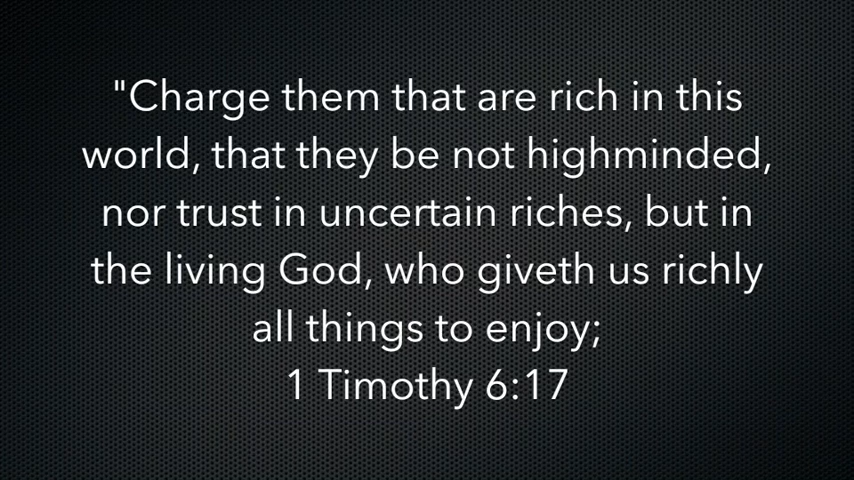 "Charge them that are rich in this
world, that they be not highminded,
nor trust in uncertain riches, but in
the living God, who giveth us richly
all things to enjoy;
1 Timothy 6:17